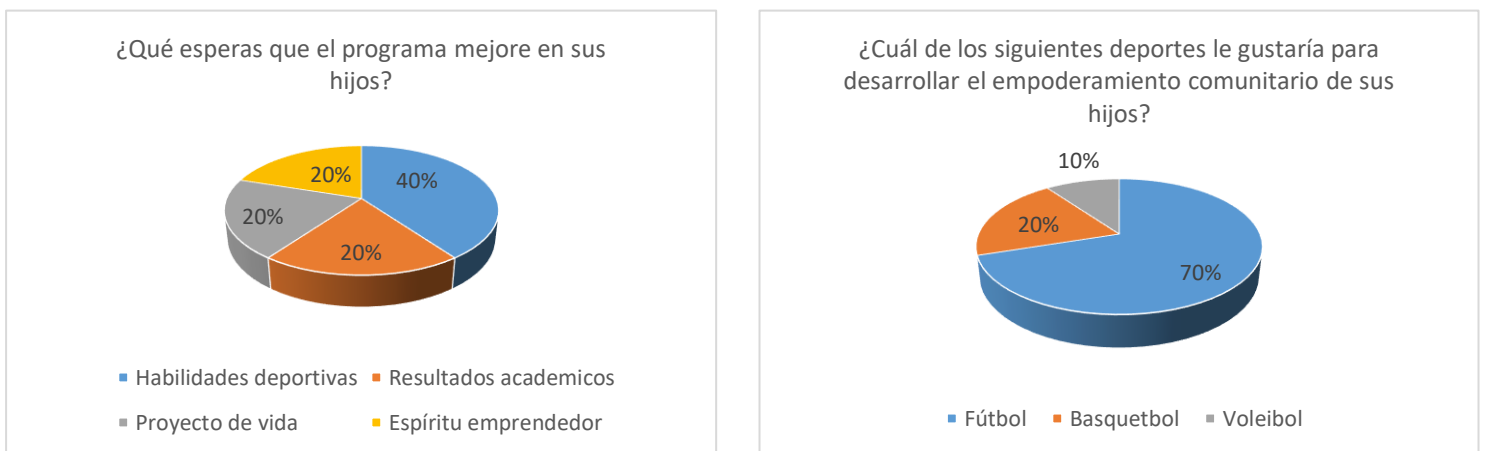 ¿Qué esperas que el programa mejore en sus
hijos?
20%
40%
20%
20%
Habilidades deportivas
Resultados academicos
Proyecto de vida
Espíritu emprendedor
¿Cuál de los siguientes deportes le gustaría para
desarrollar el empoderamiento comunitario de sus
hijos?
10%
20%
70%
Fútbol
Basquetbol
Voleibol